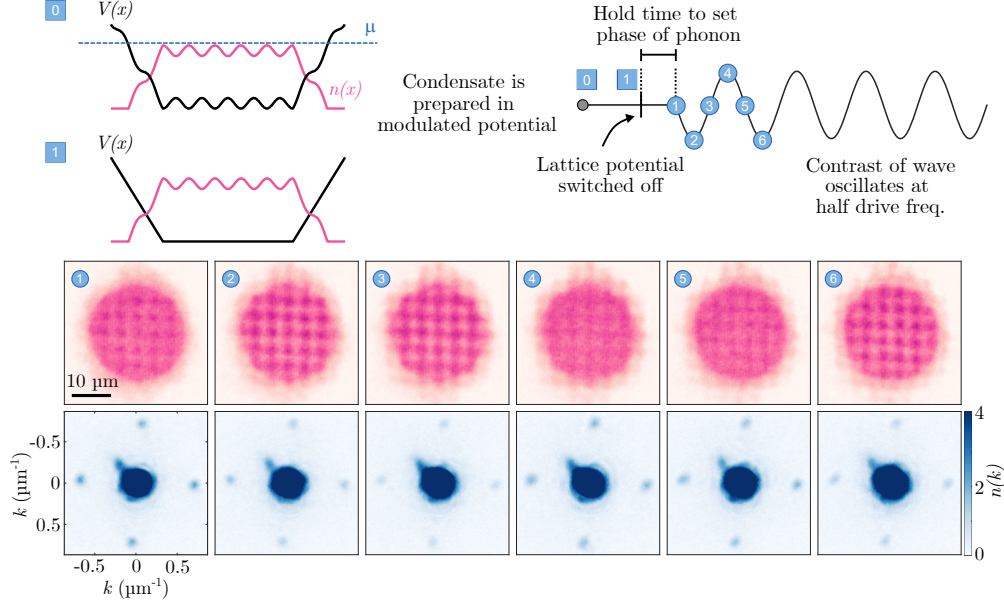 0
V(x)
μ
n(x)
1
V(x)
Condensate is
prepared in
modulated potential
Hold time to set
phase of phonon
0
1
1
2
3
4
5
6
Lattice potential
switched off
Contrast of wave
oscillates at
half drive freq.
1
2
3
4
5
6
10 µm
k (µm⁻¹)
-0.5
0
0.5
-0.5
0
0.5
k (µm⁻¹)
4
2
0
n(k)